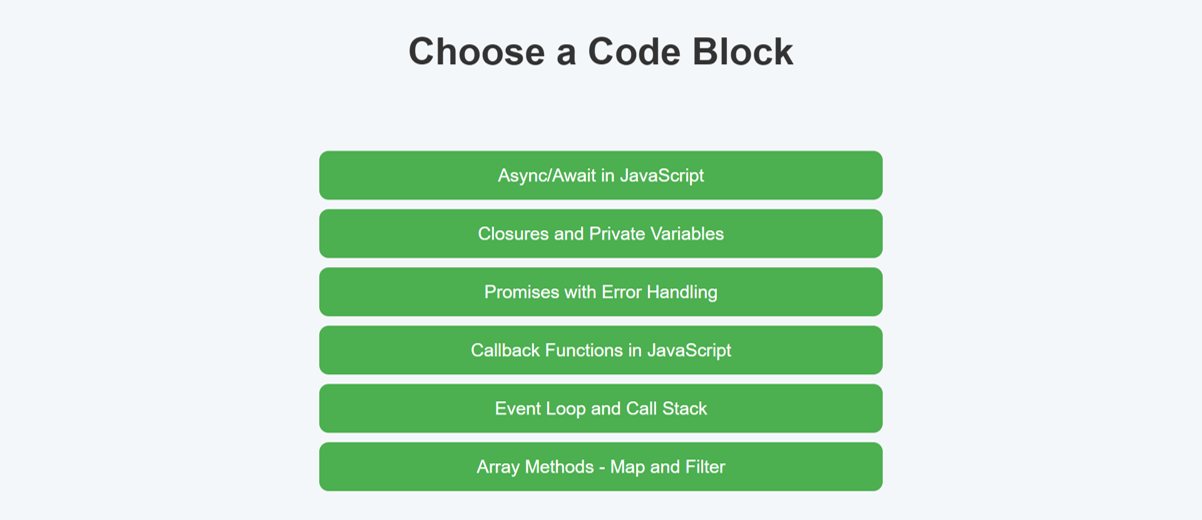 Choose a Code Block
Async/Await in JavaScript
Closures and Private Variables
Promises with Error Handling
Callback Functions in JavaScript
Event Loop and Call Stack
Array Methods - Map and Filter